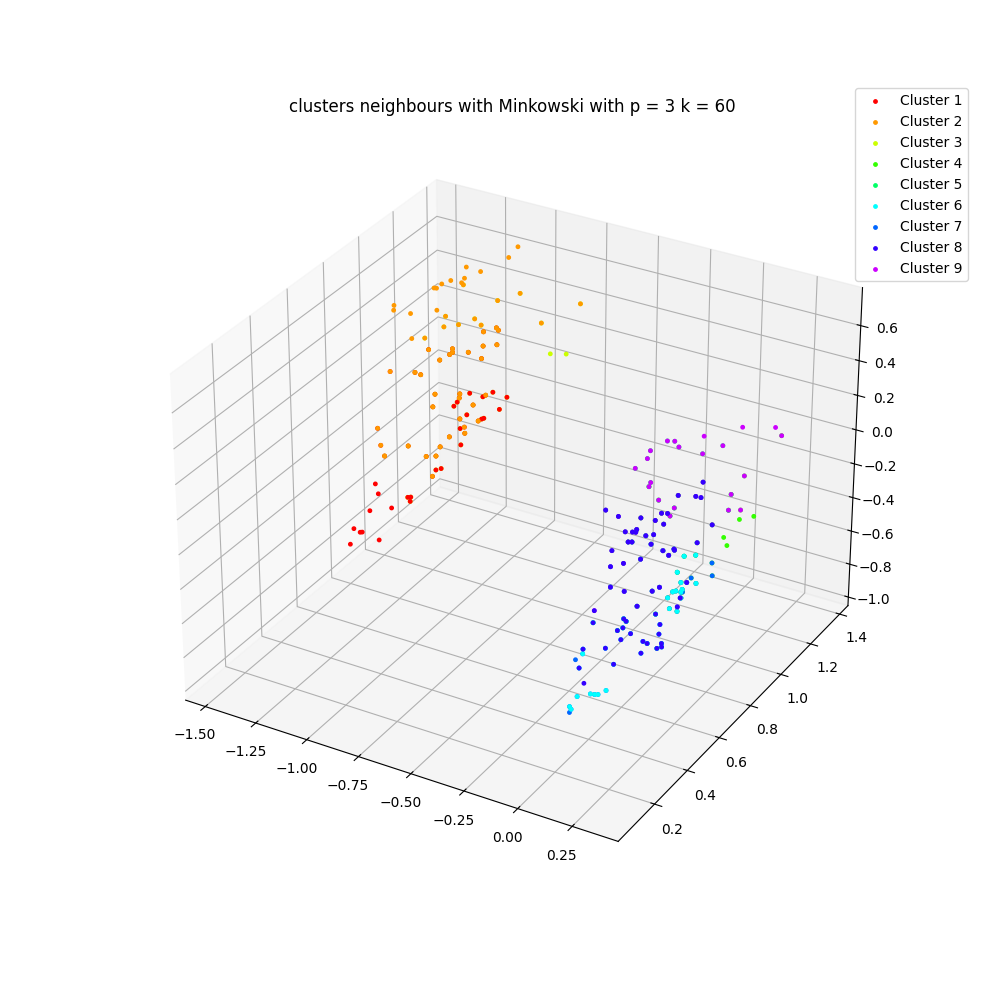 clusters neighbours with Minkowski with p = 3 k = 60
Cluster 1
Cluster 2
Cluster 3
Cluster 4
Cluster 5
Cluster 6
Cluster 7
Cluster 8
Cluster 9
0.6
0.4
0.2
0.0
−0.2
−0.4
−0.6
−0.8
−1.0
1.4
1.2
1.0
0.8
0.6
0.4
0.2
−1.50
−1.25
−1.00
−0.75
−0.50
−0.25
0.00
0.25